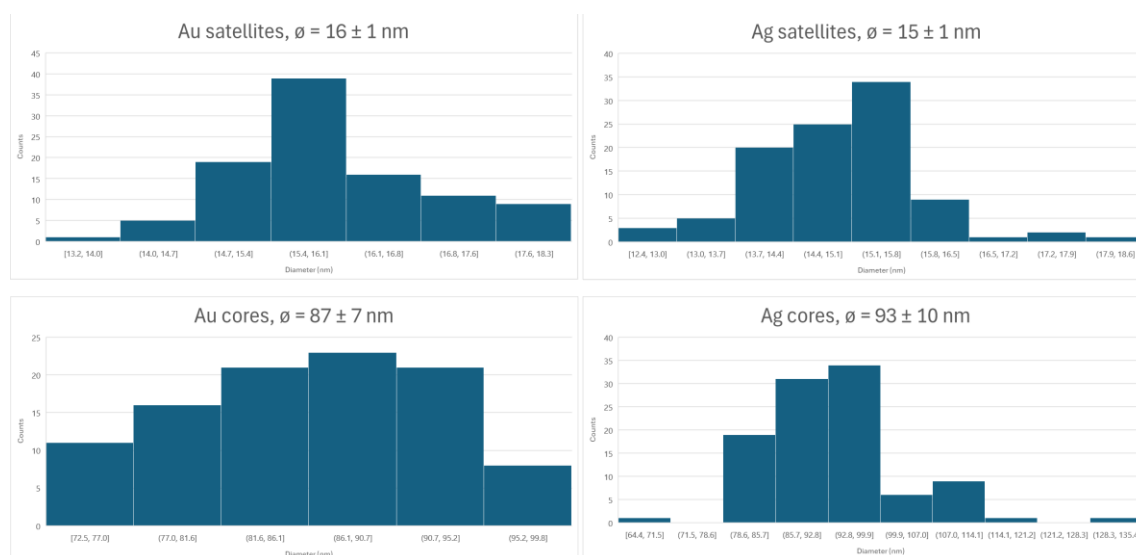 Au satellites, ø = 16 ± 1 nm
45
40
35
30
25
20
15
10
5
0
Counts
[13.2, 14.0] (14.0, 14.7] (14.7, 15.4] (15.4, 16.1] (16.1, 16.8] (16.8, 17.6] (17.6, 18.3]
Diameter (nm)
Ag satellites, ø = 15 ± 1 nm
40
35
30
25
20
15
10
5
0
Counts
[12.4, 13.0] (13.0, 13.7] (13.7, 14.4] (14.4, 15.1] (15.1, 15.8] (15.8, 16.5] (16.5, 17.2] (17.2, 17.9] (17.9, 18.6]
Diameter (nm)
Au cores, ø = 87 ± 7 nm
25
20
15
10
5
0
Counts
[72.5, 77.0] (77.0, 81.6] (81.6, 86.1] (86.1, 90.7] (90.7, 95.2] (95.2, 99.8]
Diameter (nm)
Ag cores, ø = 93 ± 10 nm
40
35
30
25
20
15
10
5
0
Counts
[64.4, 71.5] (71.5, 78.6] (78.6, 85.7] (85.7, 92.8] (92.8, 99.9] (99.9, 107.0] (107.0, 114.1] (114.1, 121.2] (121.2, 128.3] (128.3, 135.4]
Diameter (nm)